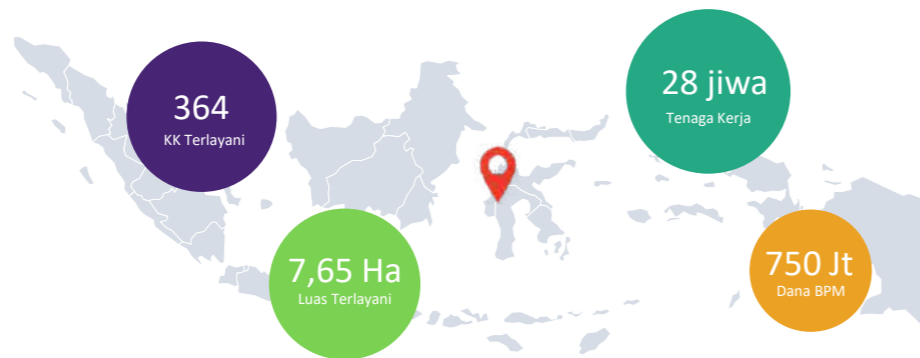 364
KK Terlayani
28 jiwa
Tenaga Kerja
7,65 Ha
Luas Terlayani
750 Jt
Dana BPM